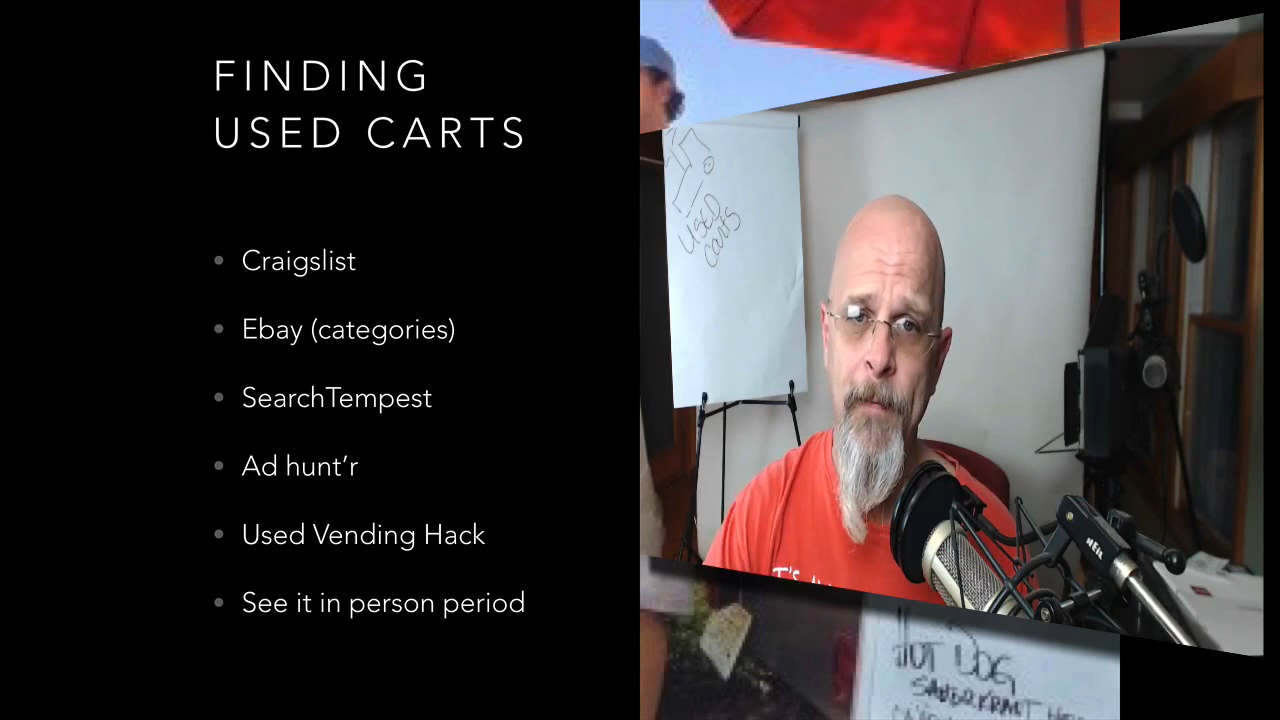 FINDING
USED CARTS
Craigslist
Ebay (categories)
SearchTempest
Ad hunt’r
Used Vending Hack
See it in person period
USED
CARTS
HEIL
HOT DOG